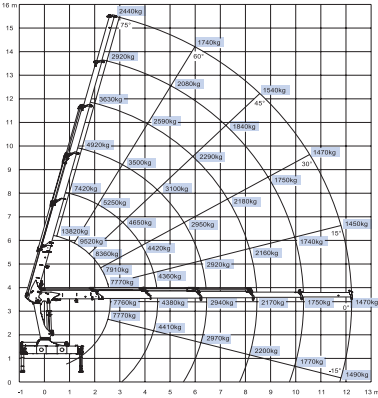 16 m
2440kg
75°
15
1740kg
60°
14
2920kg
13
2080kg
1540kg
45°
12
3630kg
11
2590kg
1840kg
10
4920kg
2290kg
1470kg
30°
9
3500kg
1750kg
8
7420kg
3100kg
5250kg
2180kg
7
4650kg
2950kg
1450kg
15°
13820kg
6
9520kg
4420kg
1740kg
8360kg
2160kg
5
7910kg
2920kg
4360kg
7770kg
4
7760kg
4380kg
2940kg
2170kg
1750kg
1470kg
0°
3
7770kg
4410kg
2
2970kg
2200kg
1770kg
-15°
1
1490kg
0
-1 0 1 2 3 4 5 6 7 8 9 10 11 12 13 m